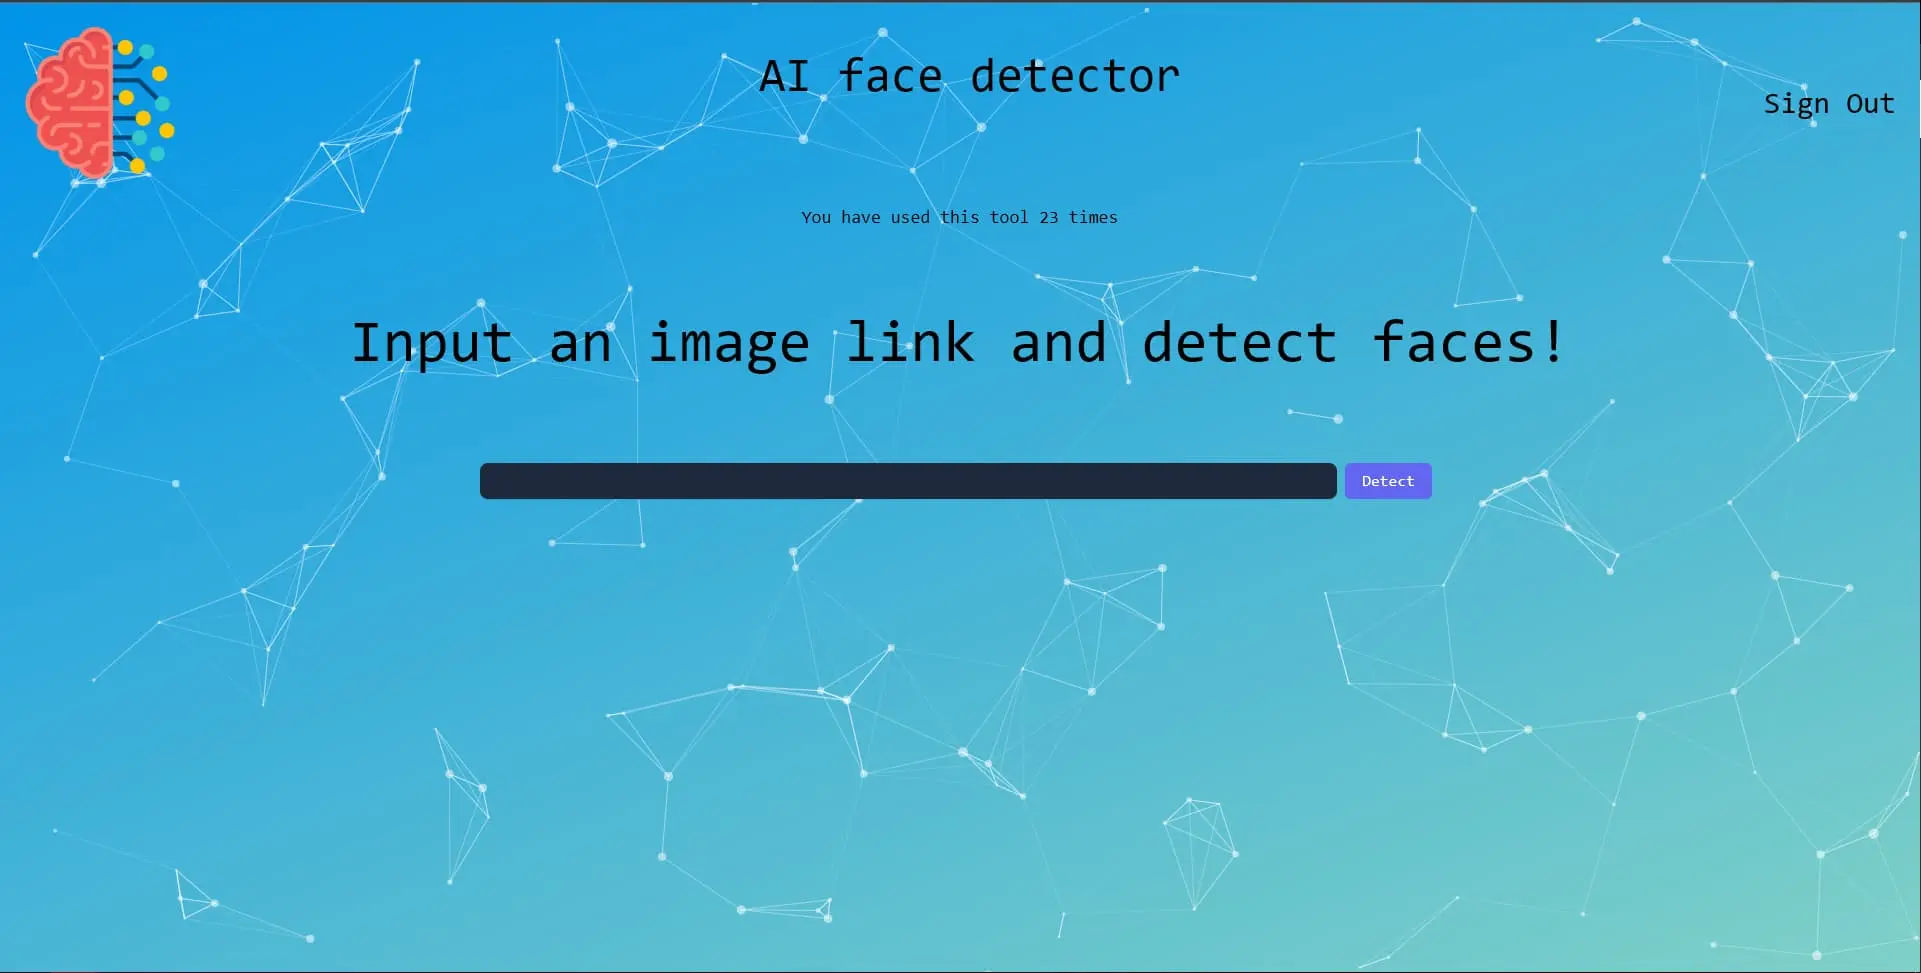 AI face detector
Sign Out
You have used this tool 23 times
Input an image link and detect faces!
Detect